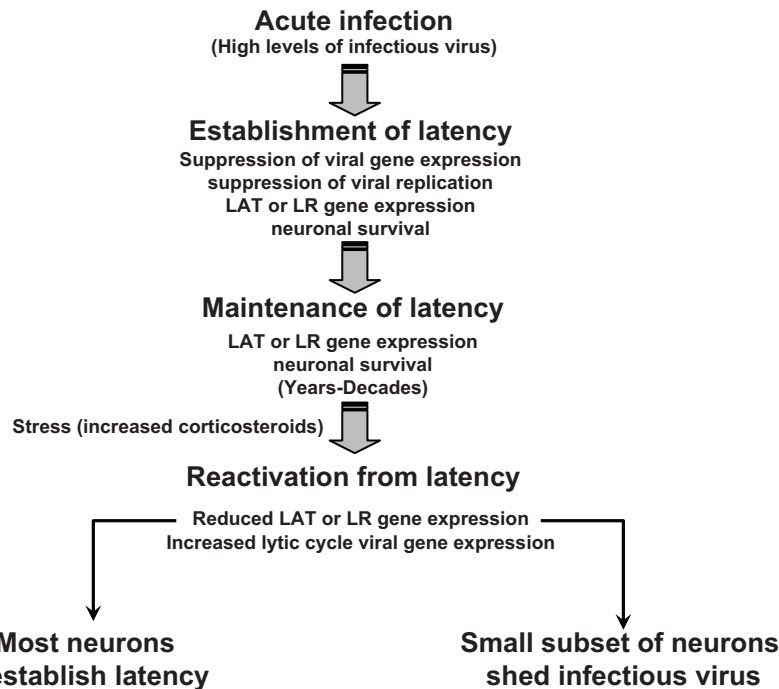 Acute infection
(High levels of infectious virus)
Establishment of latency
Suppression of viral gene expression
suppression of viral replication
LAT or LR gene expression
neuronal survival
Maintenance of latency
LAT or LR gene expression
neuronal survival
(Years-Decades)
Stress (increased corticosteroids)
Reactivation from latency
Reduced LAT or LR gene expression
Increased lytic cycle viral gene expression
Most neurons
establish latency
Small subset of neurons
shed infectious virus